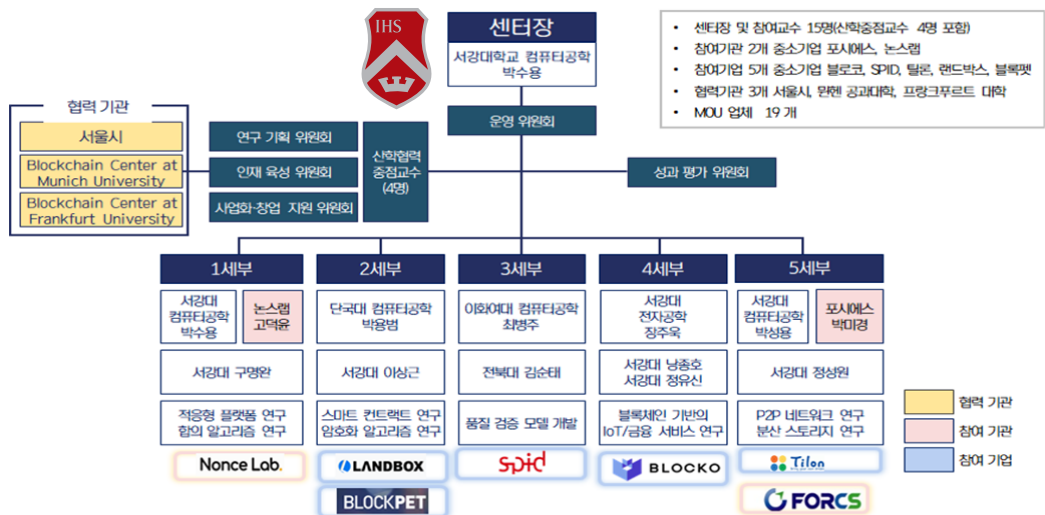 IHS
센터장
서강대학교 컴퓨터공학
박수용
• 센터장 및 참여교수 15명(산학중점교수 4명 포함)
• 참여기관 2개 중소기업 포시에스, 논스랩
• 참여기업 5개 중소기업 블로코, SPID, 틸론, 랜드박스, 블록펫
• 협력기관 3개 서울시, 뮌헨 공과대학, 프랑크푸르트 대학
• MOU 업체 19 개
운영 위원회
협력 기관
서울시
Blockchain Center at
Munich University
Blockchain Center at
Frankfurt University
연구 기획 위원회
인재 육성 위원회
사업화·창업 지원 위원회
산학협력
중점교수
(4명)
성과 평가 위원회
1세부
서강대
컴퓨터공학
박수용
논스랩
고덕윤
서강대 구명완
적응형 플랫폼 연구
합의 알고리즘 연구
Nonce Lab.
2세부
단국대 컴퓨터공학
박용범
서강대 이상근
스마트 컨트랙트 연구
암호화 알고리즘 연구
LANDBOX
BLOCKPET
3세부
이화여대 컴퓨터공학
최병주
전북대 김순태
품질 검증 모델 개발
spid
4세부
서강대
전자공학
장주욱
서강대 낭종호
서강대 정유신
블록체인 기반의
IoT/금융 서비스 연구
BLOCKO
5세부
서강대
컴퓨터공학
박성용
포시에스
박미경
서강대 정성원
P2P 네트워크 연구
분산 스토리지 연구
Tilon
FORCS
협력 기관
참여 기관
참여 기업